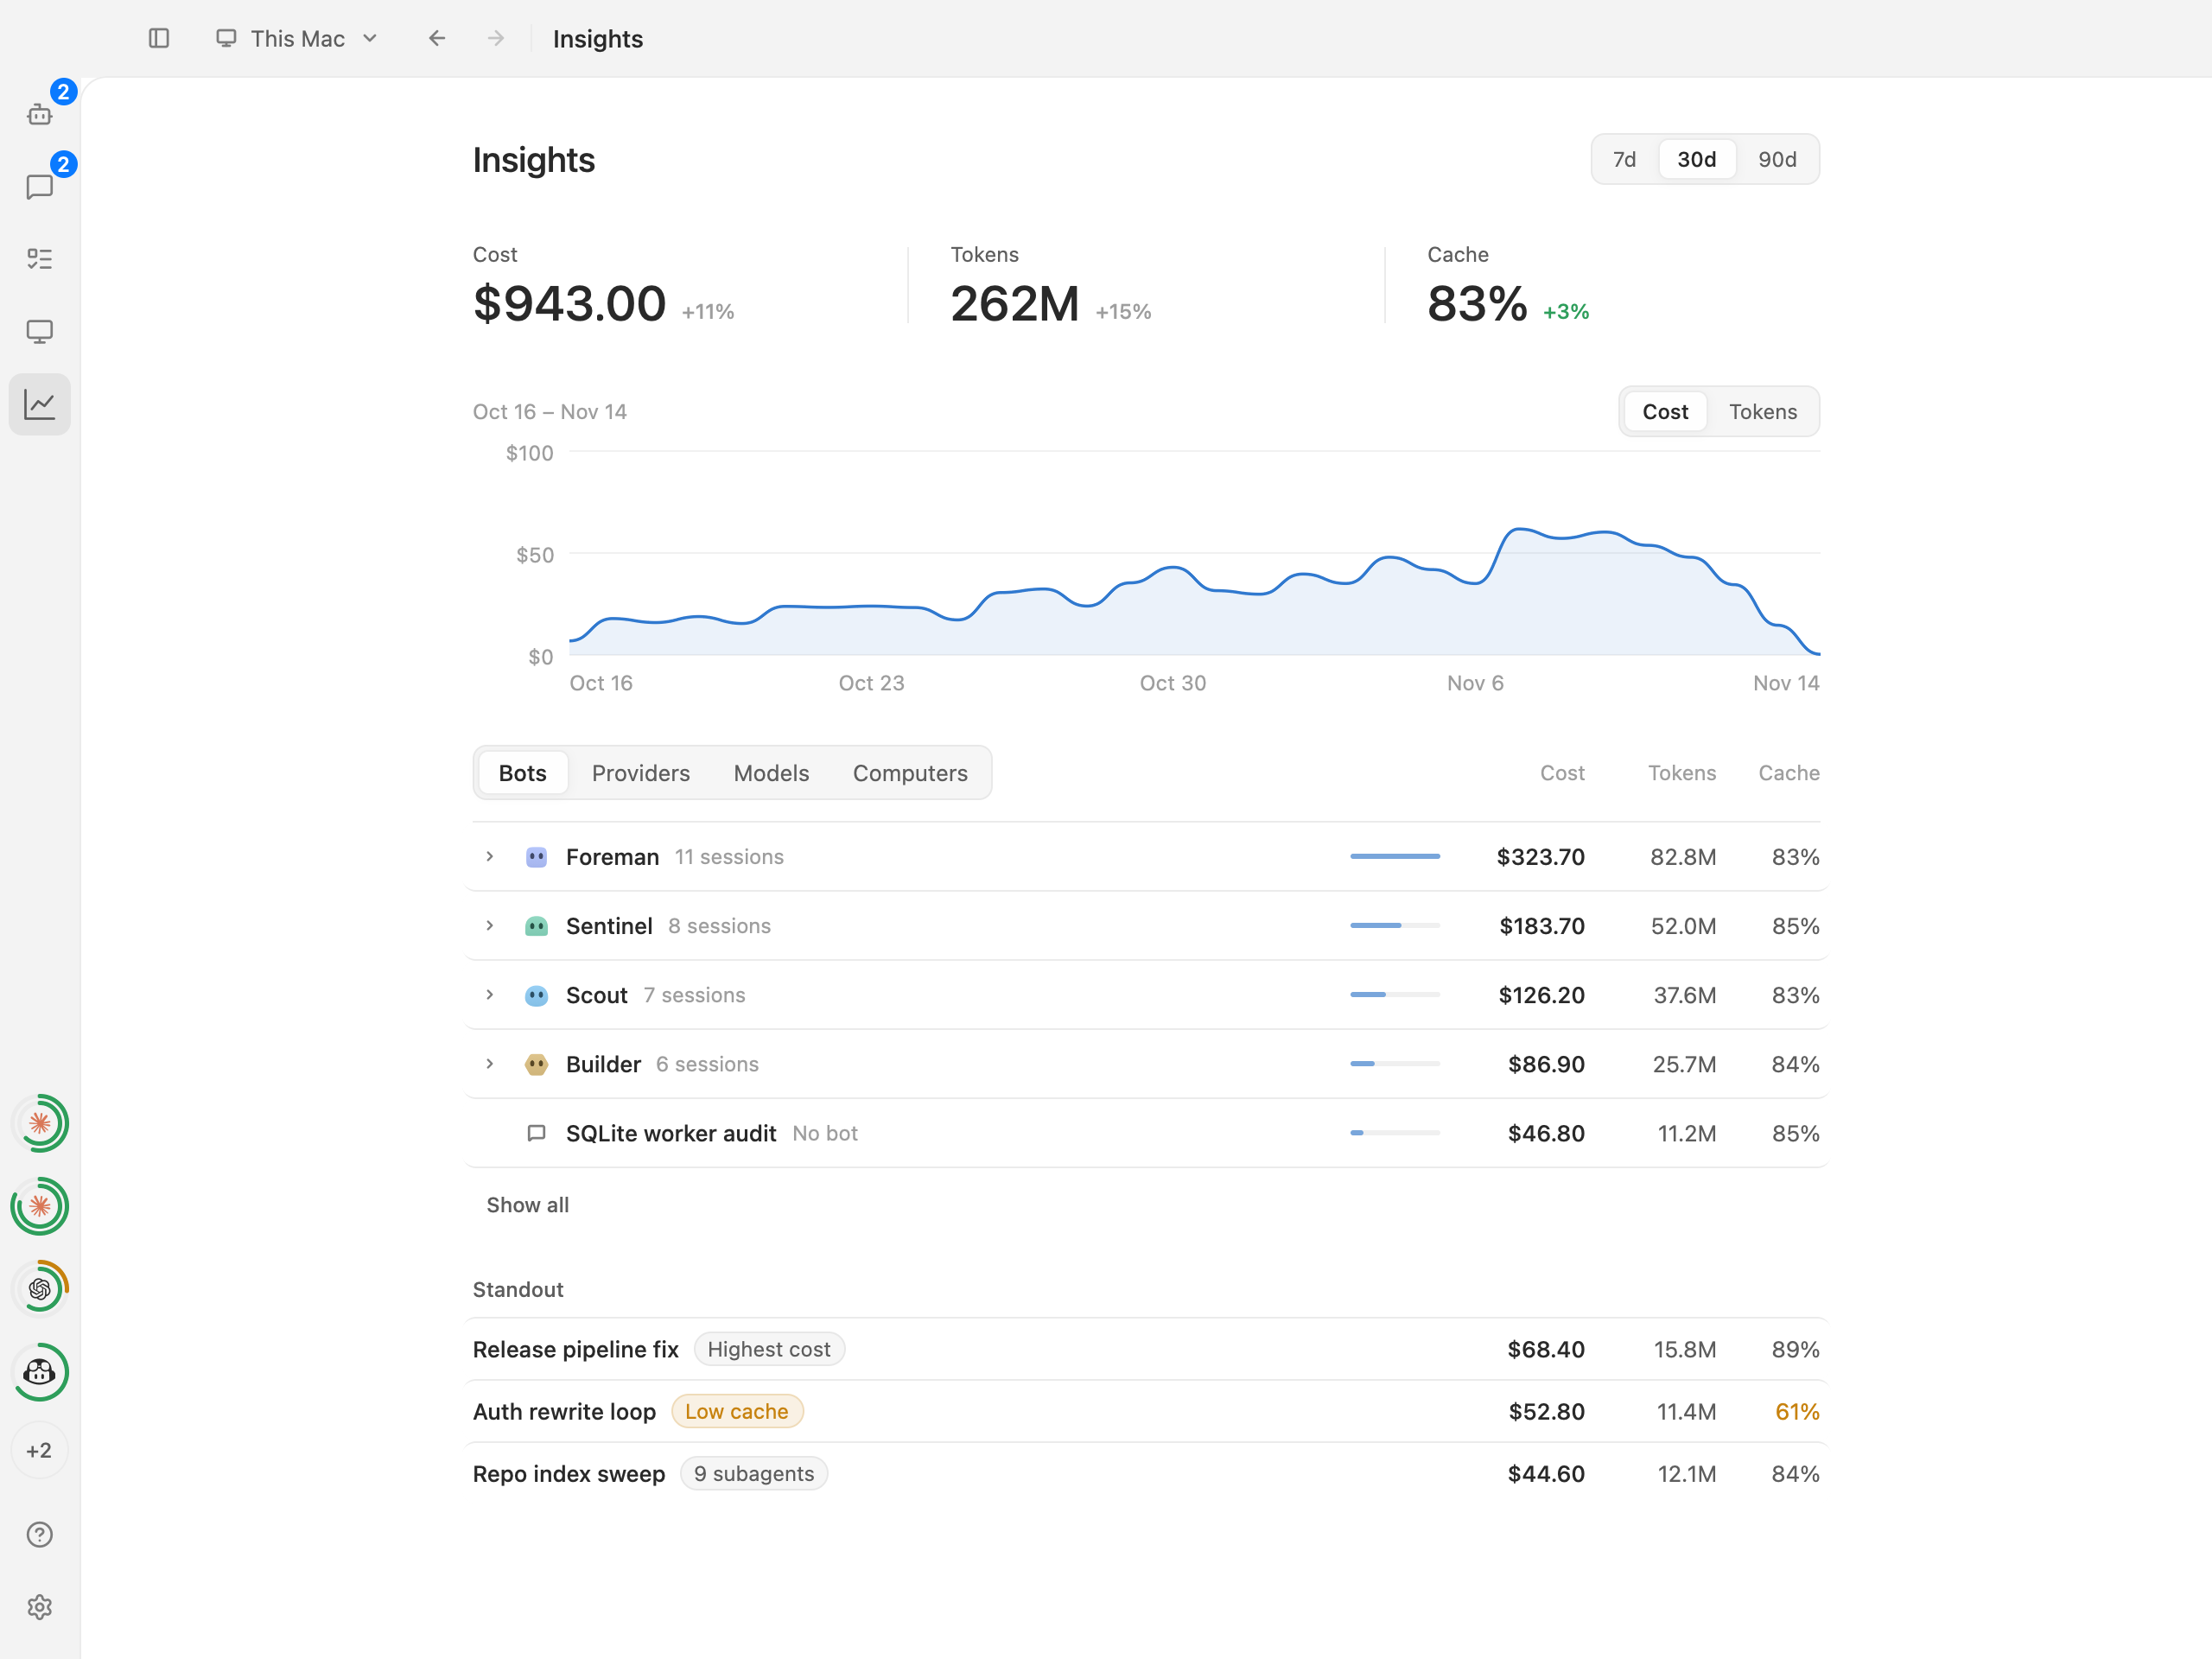 This Mac
Insights
2
2
Insights
7d 30d 90d
Cost
$943.00 +11%
Tokens
262M +15%
Cache
83% +3%
Oct 16 – Nov 14
Cost Tokens
$100
$50
$0
Oct 16 Oct 23 Oct 30 Nov 6 Nov 14
Bots Providers Models Computers Cost Tokens Cache
Foreman 11 sessions $323.70 82.8M 83%
Sentinel 8 sessions $183.70 52.0M 85%
Scout 7 sessions $126.20 37.6M 83%
Builder 6 sessions $86.90 25.7M 84%
SQLite worker audit No bot $46.80 11.2M 85%
Show all
Standout
Release pipeline fix Highest cost $68.40 15.8M 89%
Auth rewrite loop Low cache $52.80 11.4M 61%
Repo index sweep 9 subagents $44.60 12.1M 84%
+2